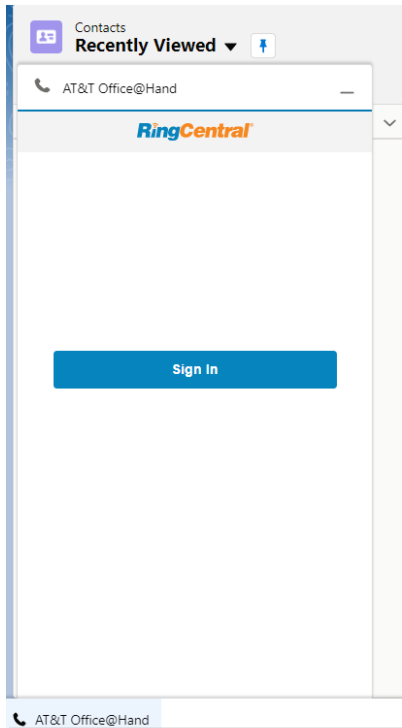 Contacts
Recently Viewed
AT&T Office@Hand
RingCentral®
Sign In
AT&T Office@Hand